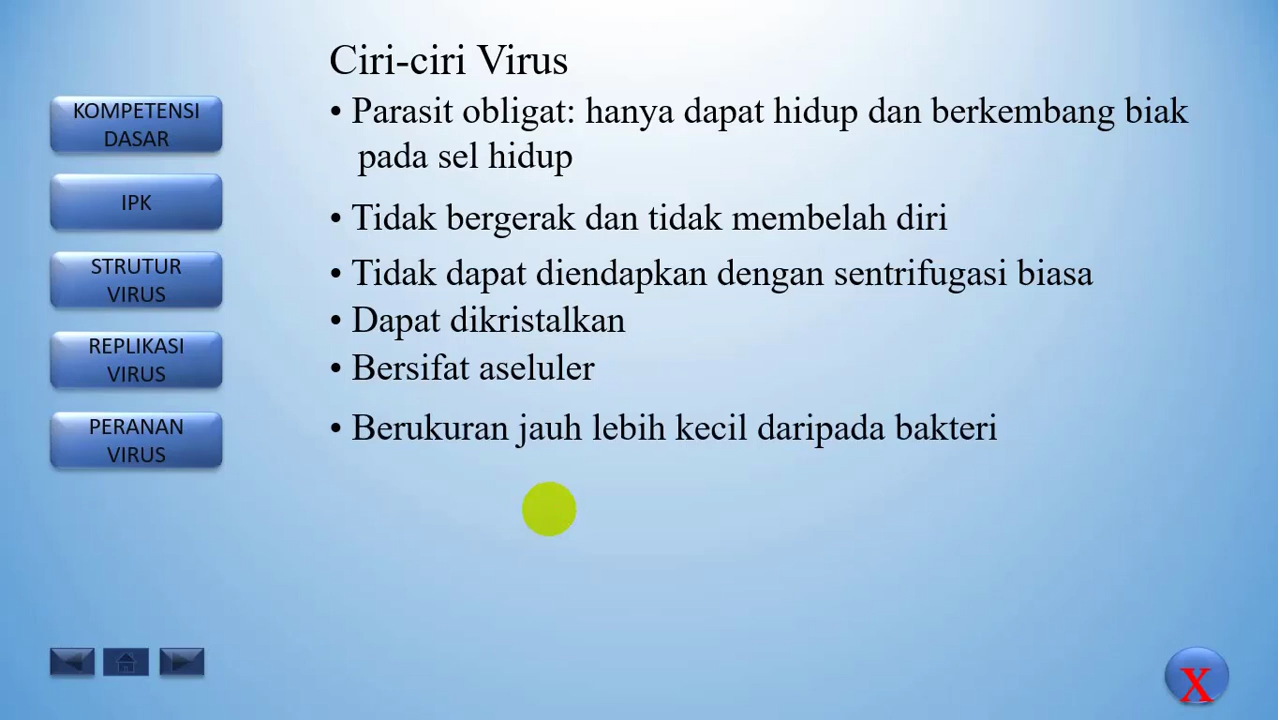 Ciri-ciri Virus
• Parasit obligat: hanya dapat hidup dan berkembang biak
pada sel hidup
• Tidak bergerak dan tidak membelah diri
• Tidak dapat diendapkan dengan sentrifugasi biasa
• Dapat dikristalkan
• Bersifat aseluler
• Berukuran jauh lebih kecil daripada bakteri
KOMPETENSI
DASAR
IPK
STRUTUR
VIRUS
REPLIKASI
VIRUS
PERANAN
VIRUS
X